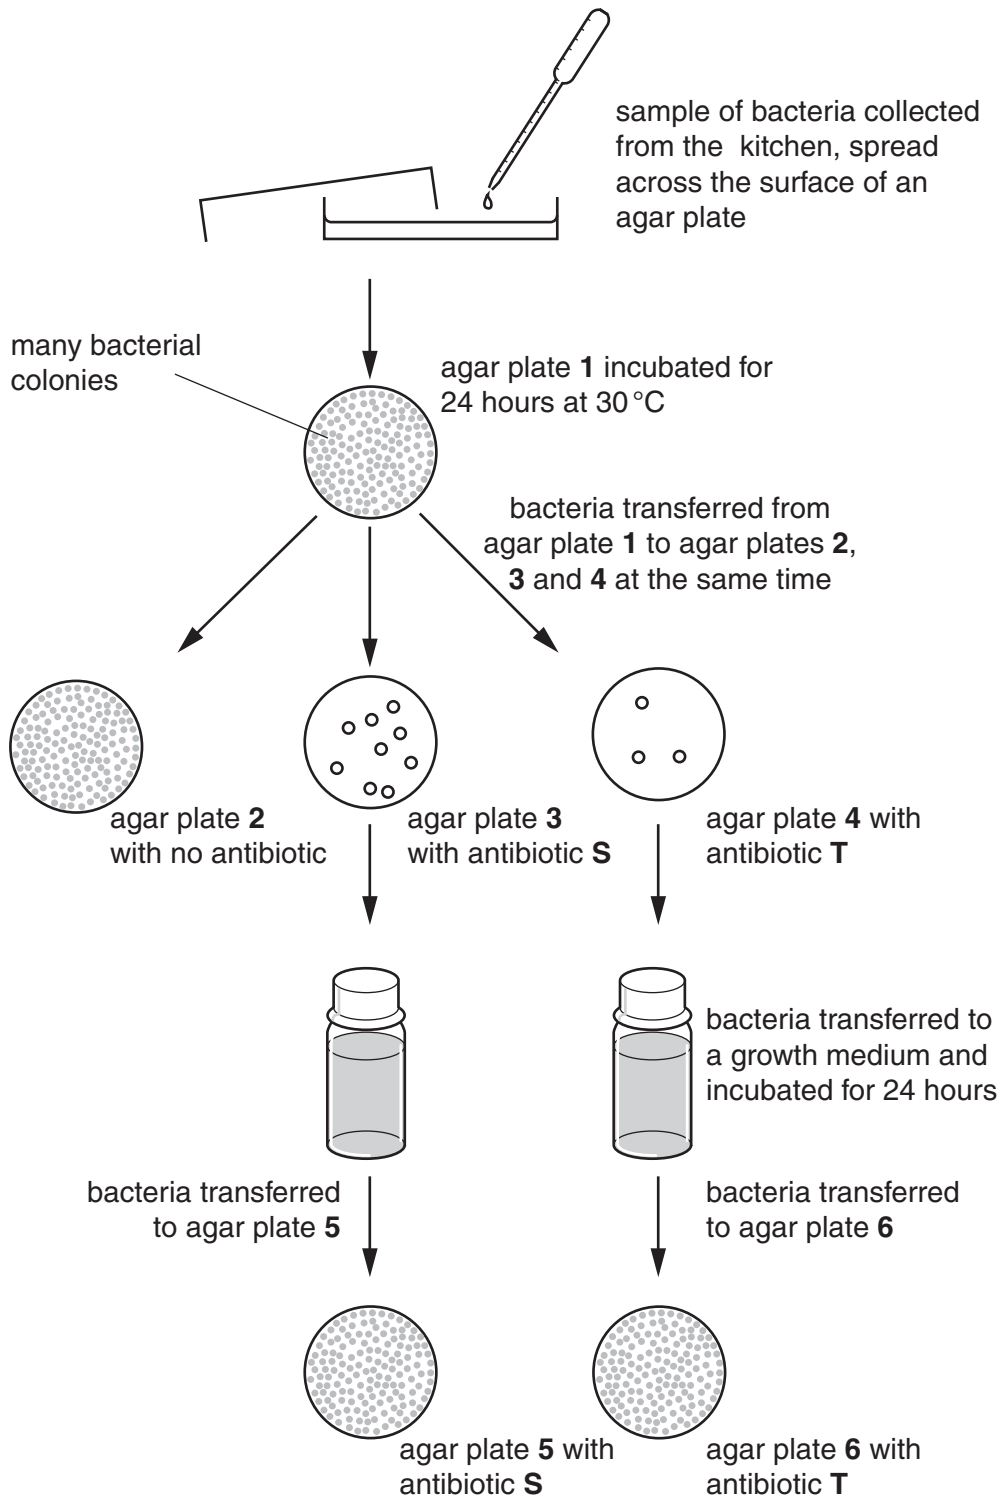 sample of bacteria collected
from the kitchen, spread
across the surface of an
agar plate
many bacterial
colonies
agar plate 1 incubated for
24 hours at 30 °C
bacteria transferred from
agar plate 1 to agar plates 2,
3 and 4 at the same time
agar plate 2
with no antibiotic
agar plate 3
with antibiotic S
agar plate 4 with
antibiotic T
bacteria transferred to
a growth medium and
incubated for 24 hours
bacteria transferred
to agar plate 5
bacteria transferred
to agar plate 6
agar plate 5 with
antibiotic S
agar plate 6 with
antibiotic T